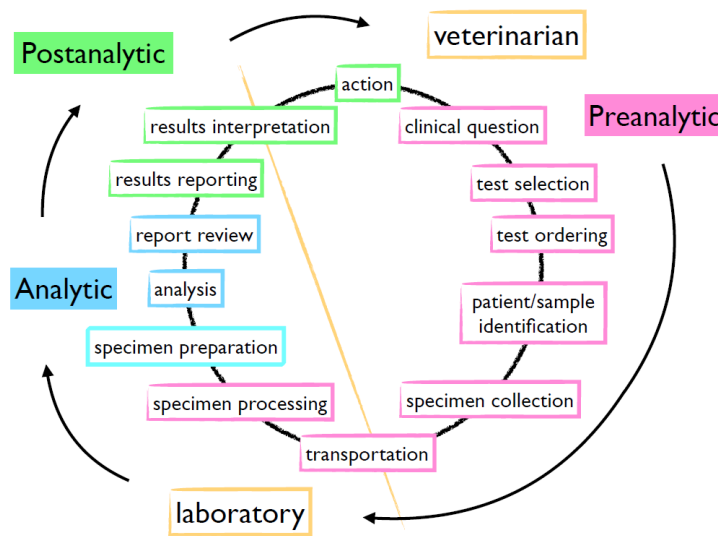 veterinarian
Postanalytic
action
Preanalytic
results interpretation
clinical question
results reporting
test selection
report review
test ordering
Analytic
analysis
patient/sample
identification
specimen preparation
specimen processing
specimen collection
transportation
laboratory